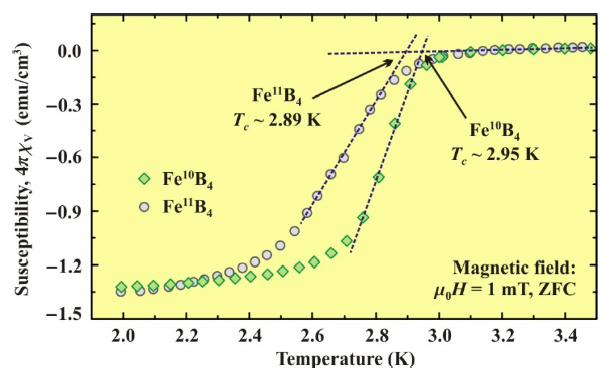 Susceptibility, 4πχV (emu/cm³)
0.0
−0.3
−0.6
−0.9
−1.2
−1.5
Fe¹¹B₄
Tc ~ 2.89 K
Fe¹⁰B₄
Tc ~ 2.95 K
Fe¹⁰B₄
Fe¹¹B₄
Magnetic field:
μ₀H = 1 mT, ZFC
2.0 2.2 2.4 2.6 2.8 3.0 3.2 3.4
Temperature (K)